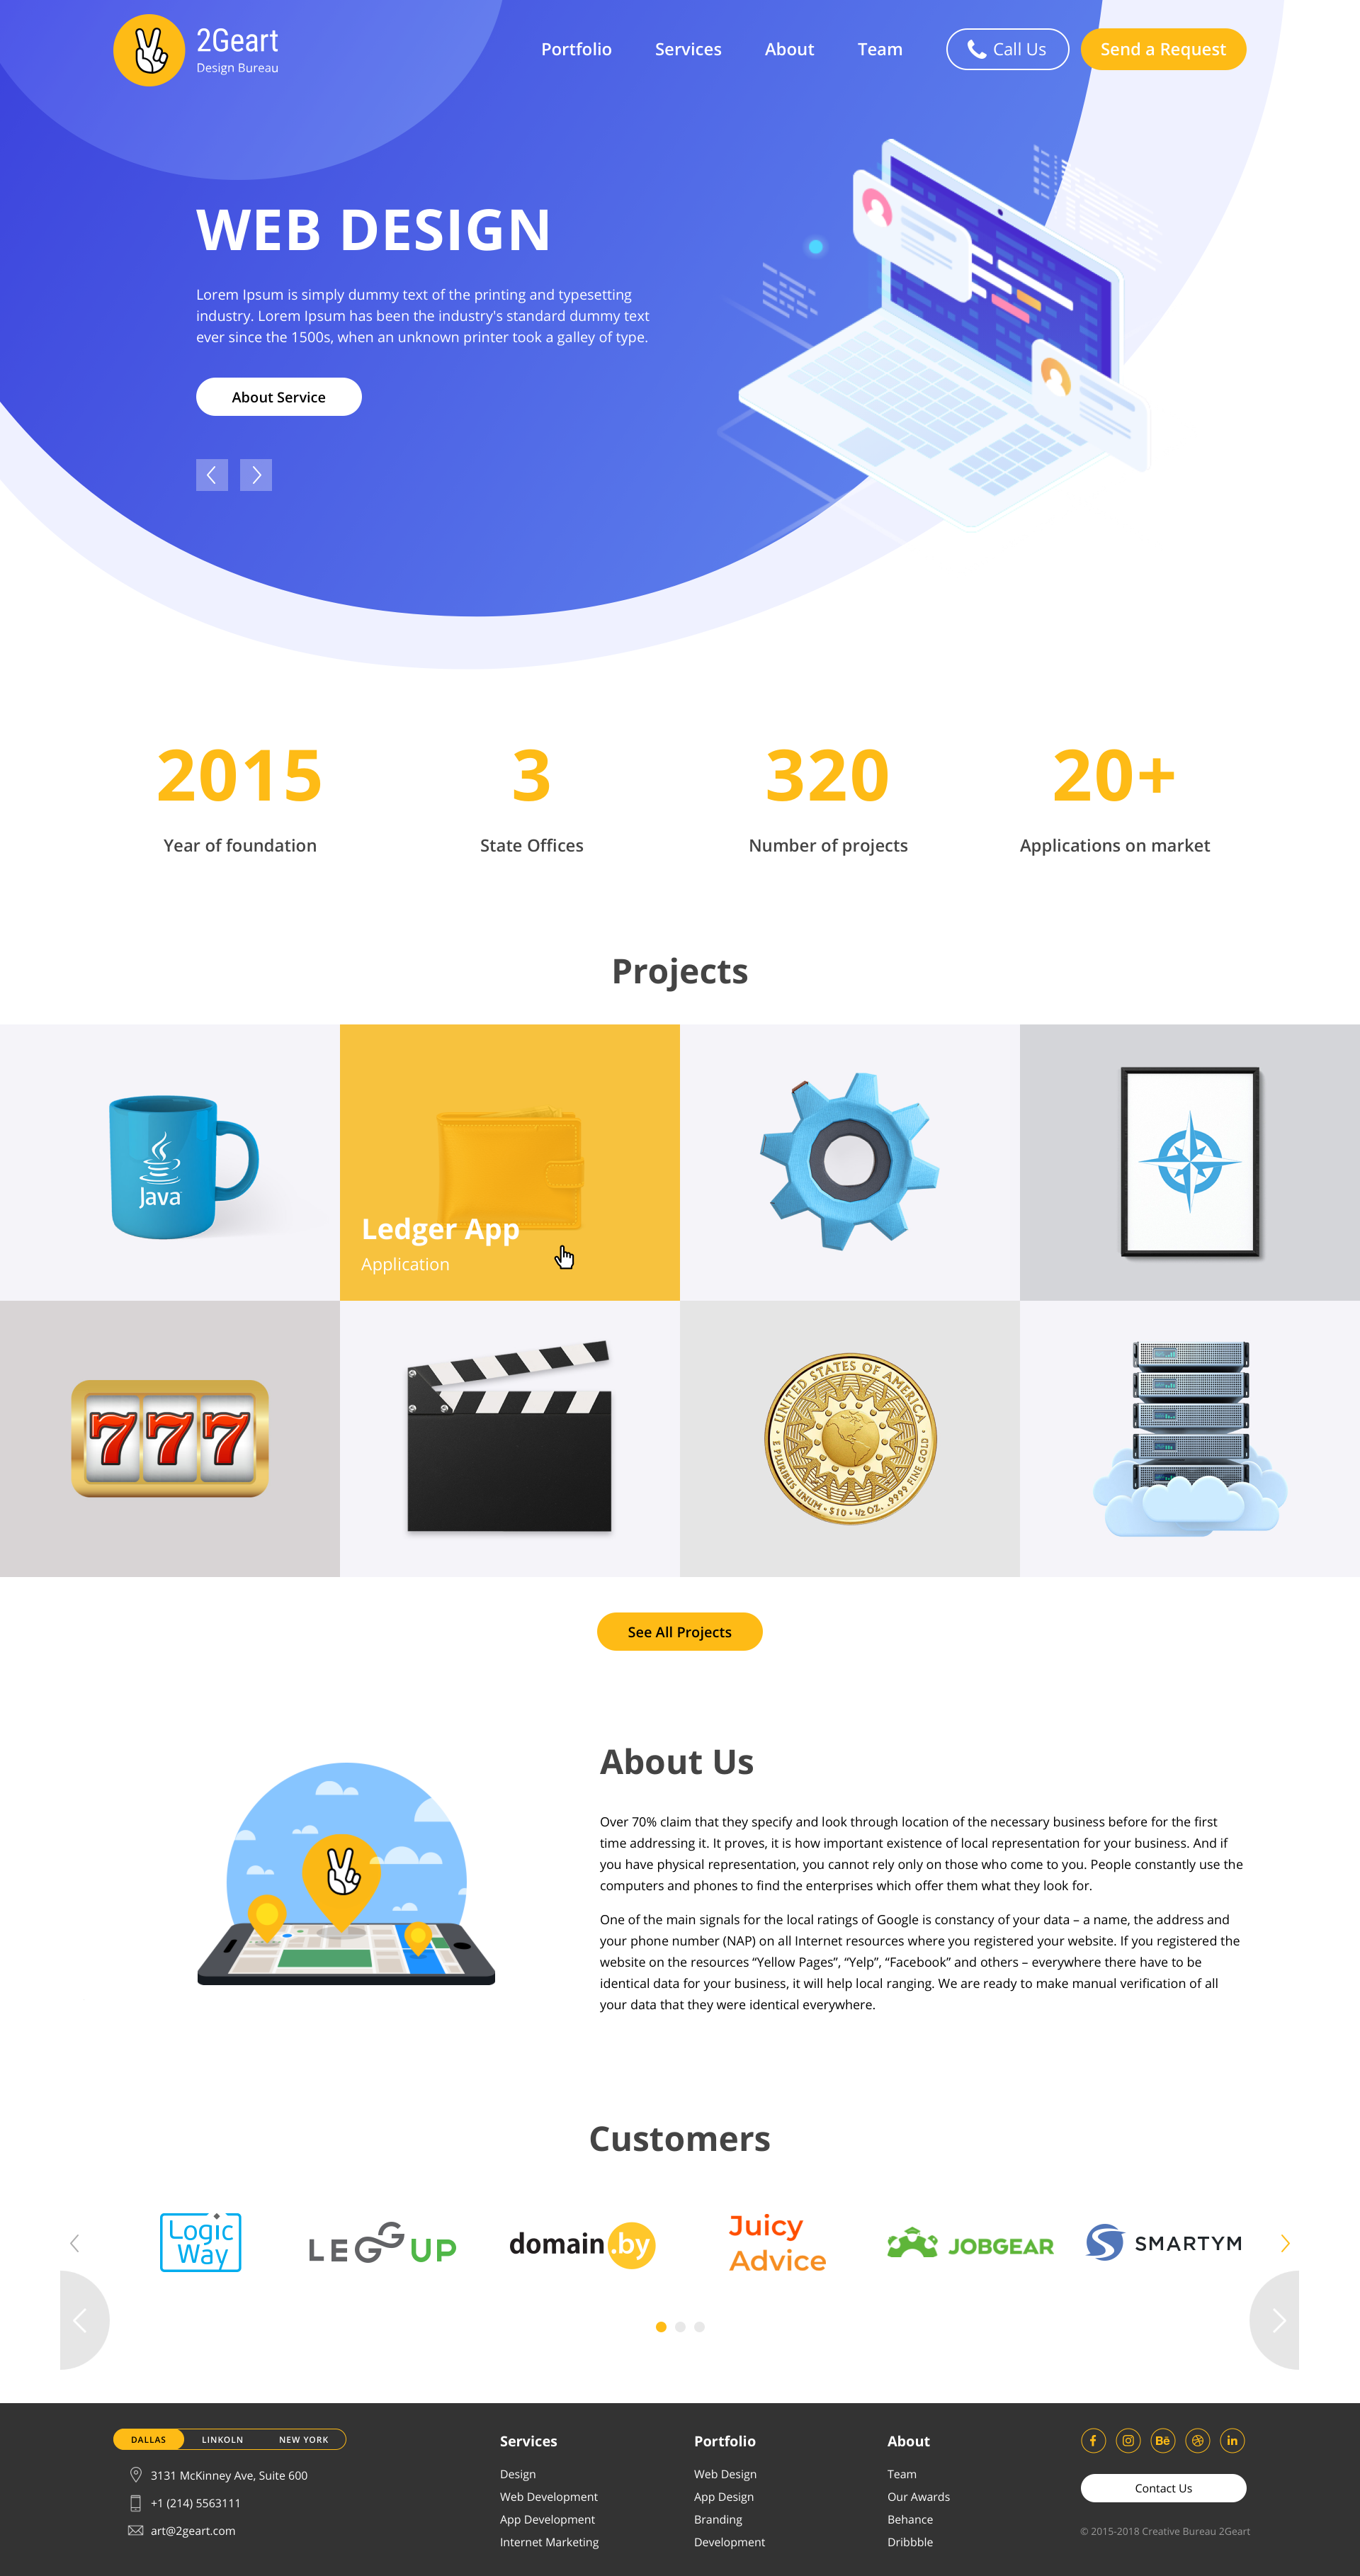 2Geart
Design Bureau
Portfolio
Services
About
Team
Call Us
Send a Request
WEB DESIGN
Lorem Ipsum is simply dummy text of the printing and typesetting
industry. Lorem Ipsum has been the industry's standard dummy text
ever since the 1500s, when an unknown printer took a galley of type.
About Service
2015
Year of foundation
3
State Offices
320
Number of projects
20+
Applications on market
Projects
Java
Ledger App
Application
777
UNITED STATES OF AMERICA
E PLURIBUS UNUM • $10 • 1/2 OZ. .9999 FINE GOLD
See All Projects
About Us
Over 70% claim that they specify and look through location of the necessary business before for the first
time addressing it. It proves, it is how important existence of local representation for your business. And if
you have physical representation, you cannot rely only on those who come to you. People constantly use the
computers and phones to find the enterprises which offer them what they look for.
One of the main signals for the local ratings of Google is constancy of your data – a name, the address and
your phone number (NAP) on all Internet resources where you registered your website. If you registered the
website on the resources “Yellow Pages”, “Yelp”, “Facebook” and others – everywhere there have to be
identical data for your business, it will help local ranging. We are ready to make manual verification of all
your data that they were identical everywhere.
Customers
Logic
Way
LEGGUP
domain.by
Juicy
Advice
JOBGEAR
SMARTYM
DALLAS
LINKOLN
NEW YORK
3131 McKinney Ave, Suite 600
+1 (214) 5563111
art@2geart.com
Services
Design
Web Development
App Development
Internet Marketing
Portfolio
Web Design
App Design
Branding
Development
About
Team
Our Awards
Behance
Dribbble
f
Bē
in
Contact Us
© 2015-2018 Creative Bureau 2Geart